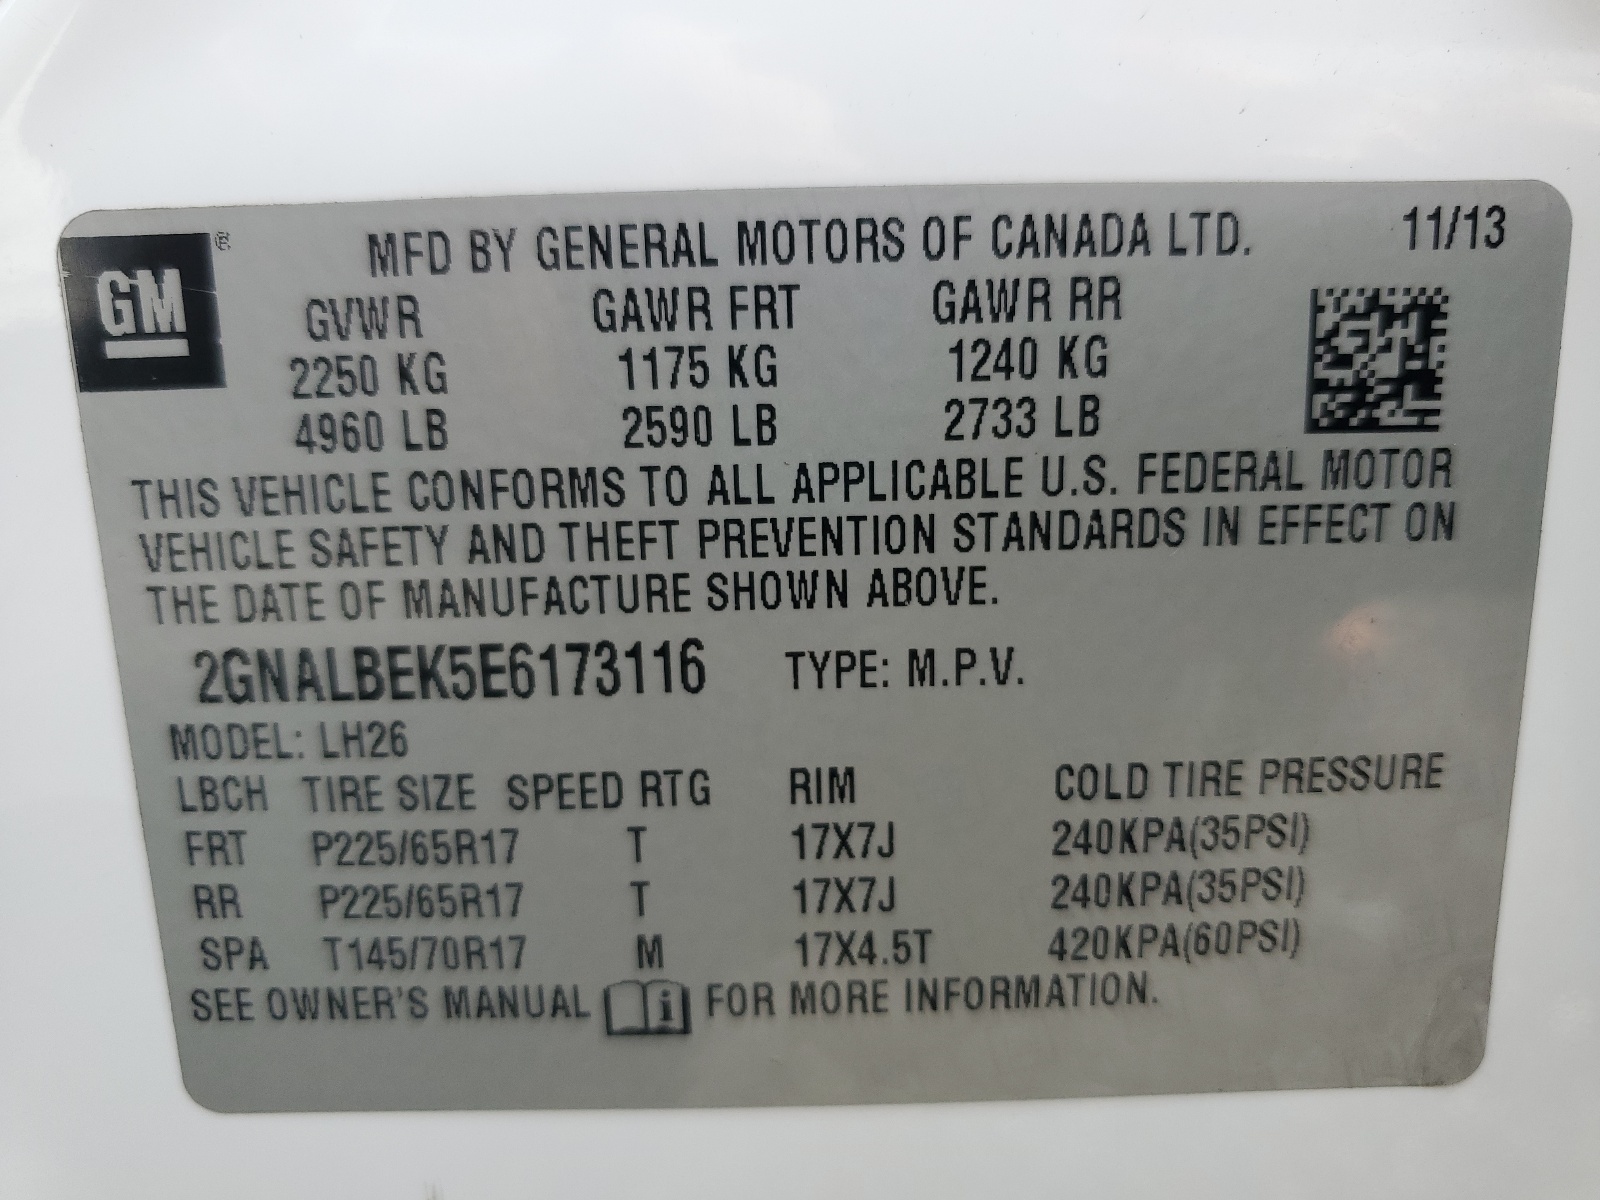 GM ® MFD BY GENERAL MOTORS OF CANADA LTD. 11/13
GVWR GAWR FRT GAWR RR
2250 KG 1175 KG 1240 KG
4960 LB 2590 LB 2733 LB
THIS VEHICLE CONFORMS TO ALL APPLICABLE U.S. FEDERAL MOTOR
VEHICLE SAFETY AND THEFT PREVENTION STANDARDS IN EFFECT ON
THE DATE OF MANUFACTURE SHOWN ABOVE.
2GNALBEK5E6173116 TYPE: M.P.V.
MODEL: LH26
LBCH TIRE SIZE SPEED RTG RIM COLD TIRE PRESSURE
FRT P225/65R17 T 17X7J 240KPA(35PSI)
RR P225/65R17 T 17X7J 240KPA(35PSI)
SPA T145/70R17 M 17X4.5T 420KPA(60PSI)
SEE OWNER'S MANUAL i FOR MORE INFORMATION.